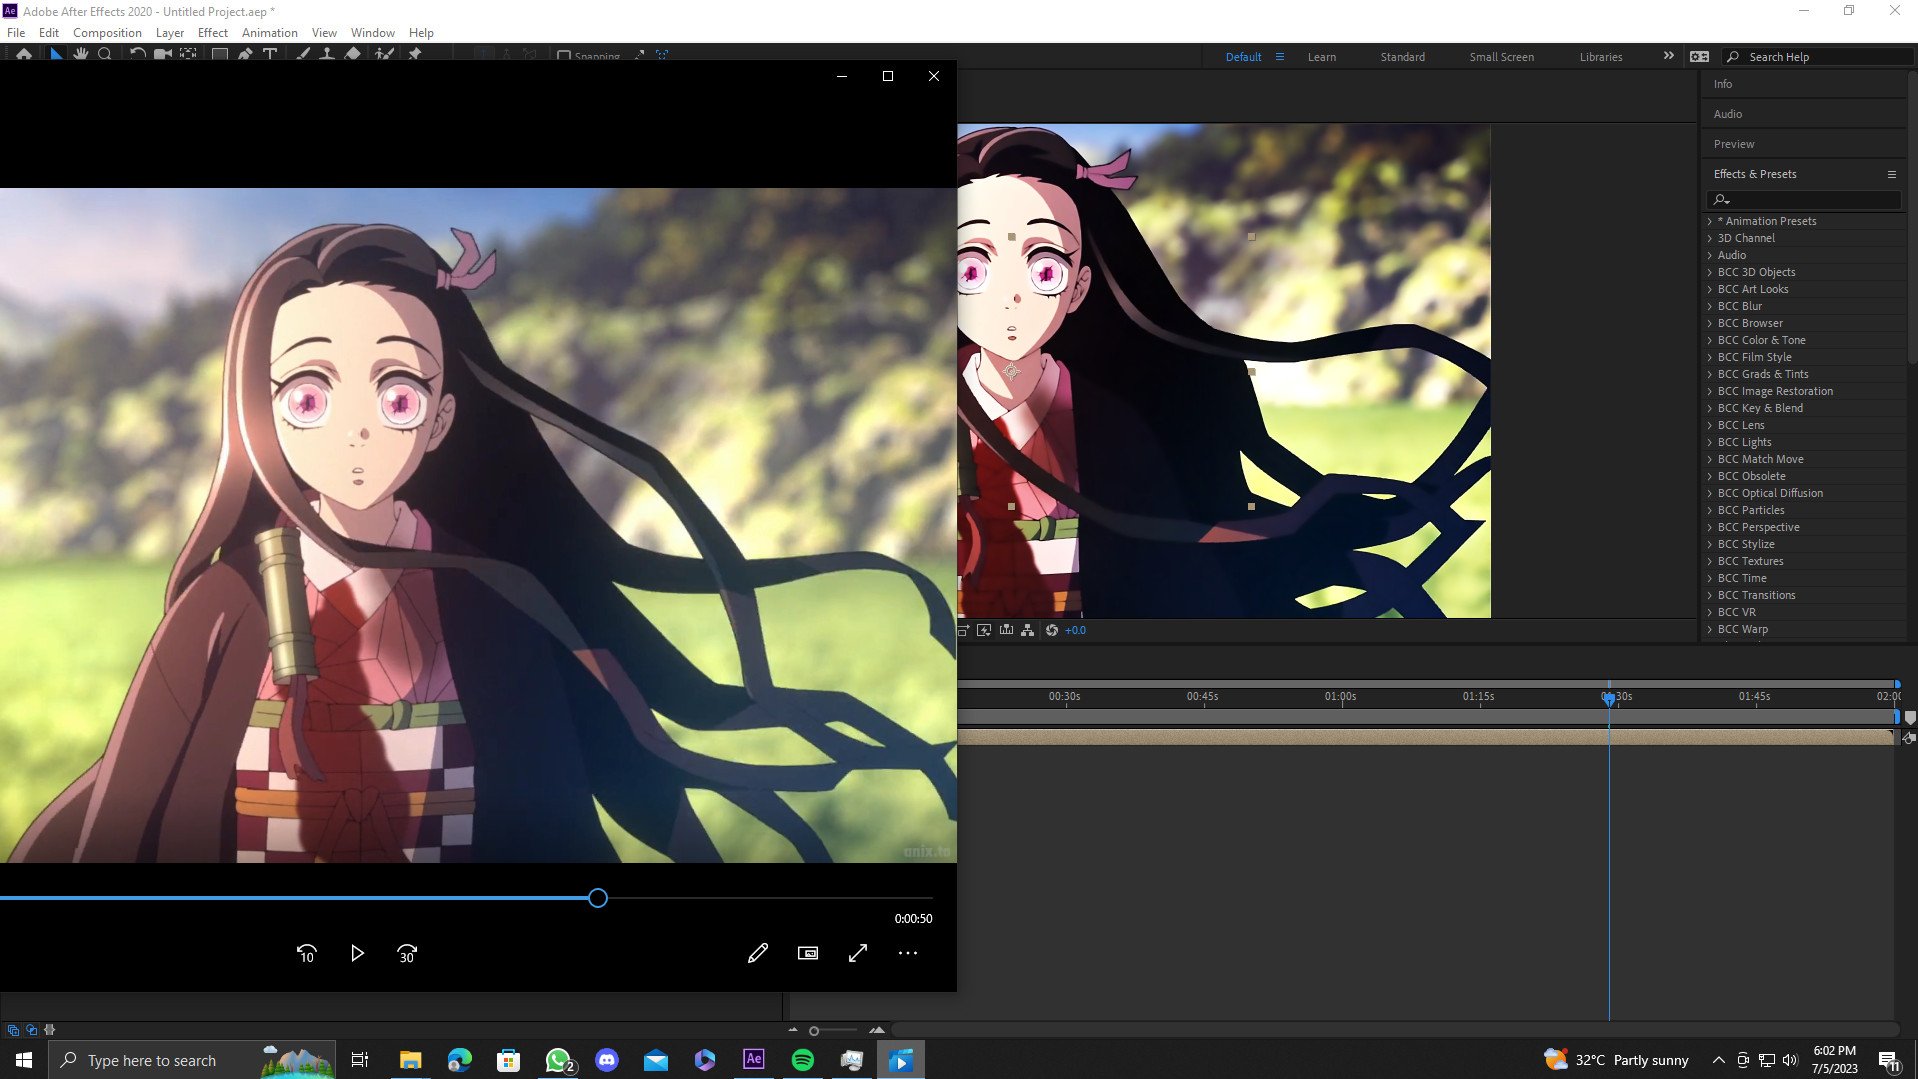 Ae Adobe After Effects 2020 - Untitled Project.aep *
File Edit Composition Layer Effect Animation View Window Help
Snapping
Default Learn Standard Small Screen Libraries Search Help
Info
Audio
Preview
Effects & Presets
* Animation Presets
3D Channel
Audio
BCC 3D Objects
BCC Art Looks
BCC Blur
BCC Browser
BCC Color & Tone
BCC Film Style
BCC Grads & Tints
BCC Image Restoration
BCC Key & Blend
BCC Lens
BCC Lights
BCC Match Move
BCC Obsolete
BCC Optical Diffusion
BCC Particles
BCC Perspective
BCC Stylize
BCC Textures
BCC Time
BCC Transitions
BCC VR
BCC Warp
+0.0
00:30s 00:45s 01:00s 01:15s 01:30s 01:45s 02:00
anix.to
0:00:50
10 30
Type here to search
2
Ae
32°C Partly sunny
6:02 PM
7/5/2023
11